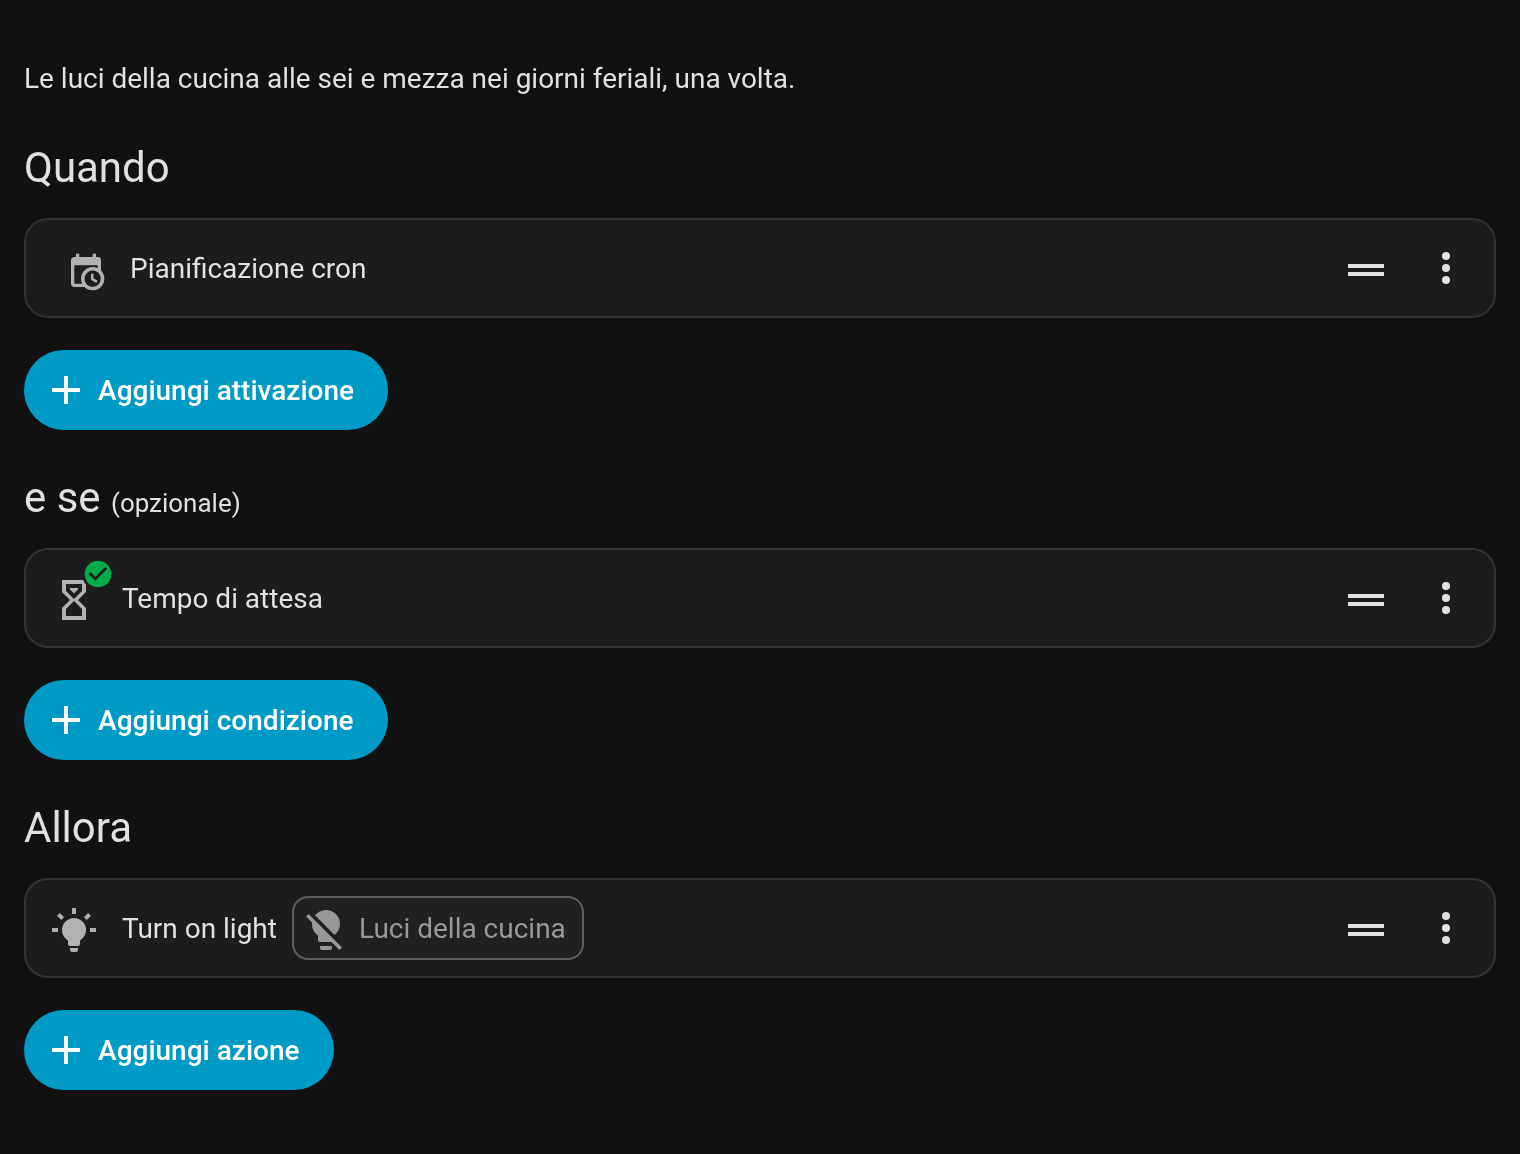 Le luci della cucina alle sei e mezza nei giorni feriali, una volta.
Quando
Pianificazione cron
Aggiungi attivazione
e se (opzionale)
Tempo di attesa
Aggiungi condizione
Allora
Turn on light Luci della cucina
Aggiungi azione